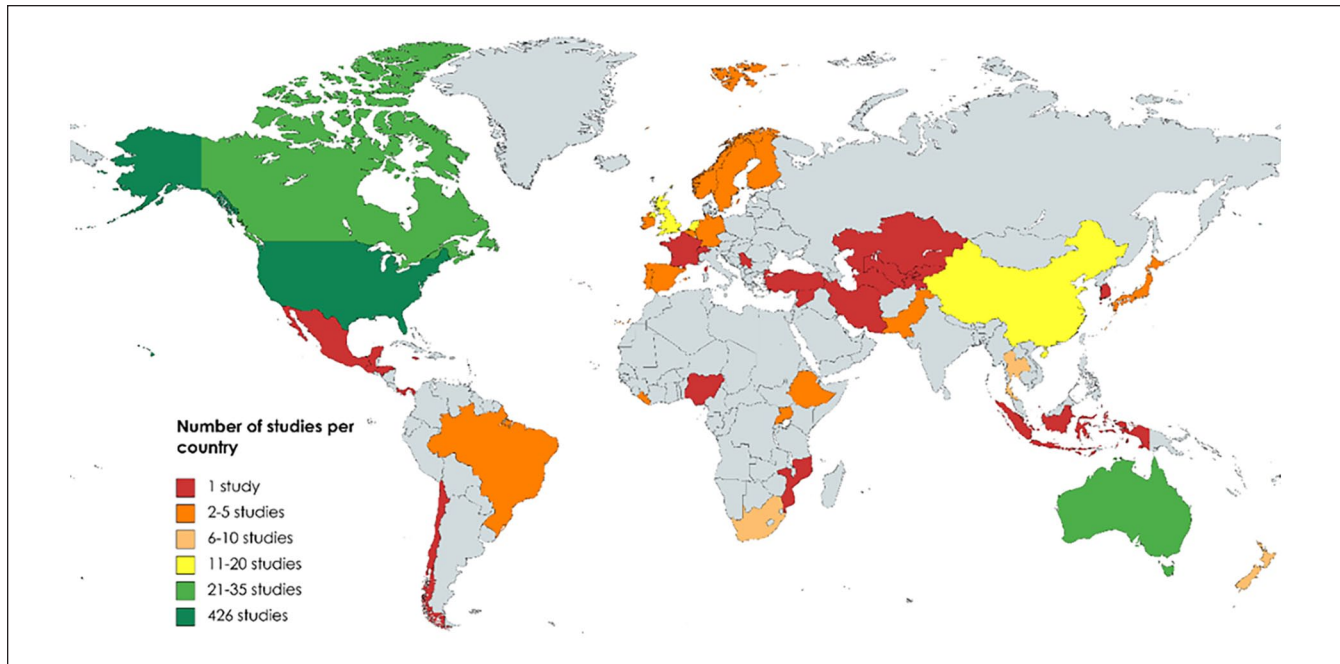 Number of studies per
country
1 study
2-5 studies
6-10 studies
11-20 studies
21-35 studies
426 studies